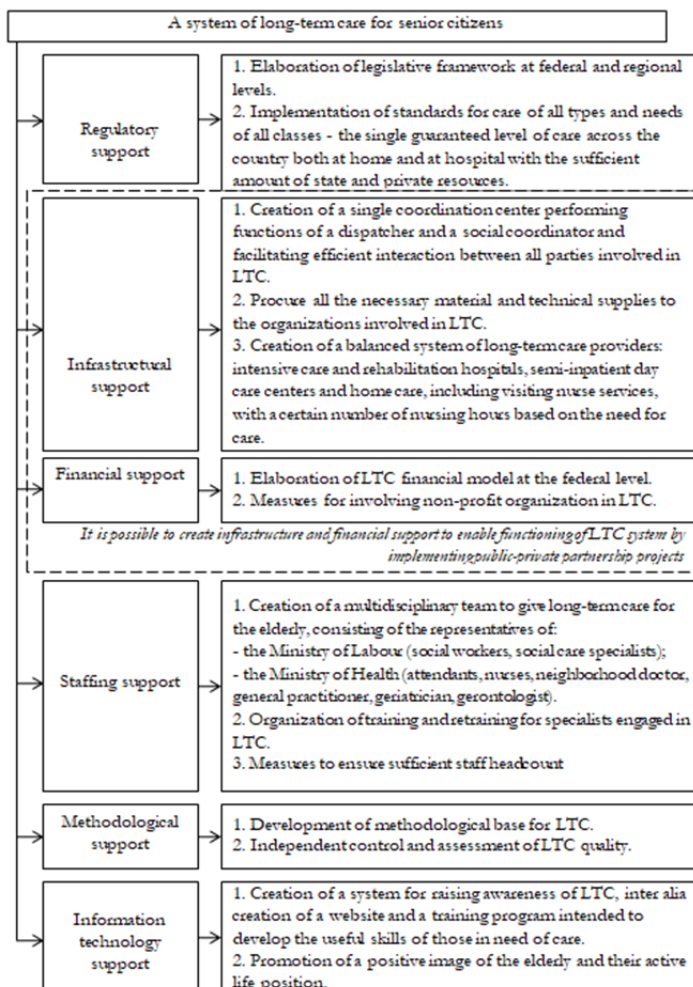 A system of long-term care for senior citizens
Regulatory
support
1. Elaboration of legislative framework at federal and regional
levels.
2. Implementation of standards for care of all types and needs
of all classes - the single guaranteed level of care across the
country both at home and at hospital with the sufficient
amount of state and private resources.
Infrastructural
support
1. Creation of a single coordination center performing
functions of a dispatcher and a social coordinator and
facilitating efficient interaction between all parties involved in
LTC.
2. Procure all the necessary material and technical supplies to
the organizations involved in LTC.
3. Creation of a balanced system of long-term care providers:
intensive care and rehabilitation hospitals, semi-inpatient day
care centers and home care, including visiting nurse services,
with a certain number of nursing hours based on the need for
care.
Financial support
1. Elaboration of LTC financial model at the federal level.
2. Measures for involving non-profit organization in LTC.
It is possible to create infrastructure and financial support to enable functioning of LTC system by
implementing public-private partnership projects
Staffing support
1. Creation of a multidisciplinary team to give long-term care for
the elderly, consisting of the representatives of:
- the Ministry of Labour (social workers, social care specialists);
- the Ministry of Health (attendants, nurses, neighborhood doctor,
general practitioner, geriatrician, gerontologist).
2. Organization of training and retraining for specialists engaged in
LTC.
3. Measures to ensure sufficient staff headcount
Methodological
support
1. Development of methodological base for LTC.
2. Independent control and assessment of LTC quality.
Information
technology
support
1. Creation of a system for raising awareness of LTC, inter alia
creation of a website and a training program intended to
develop the useful skills of those in need of care.
2. Promotion of a positive image of the elderly and their active
life position.